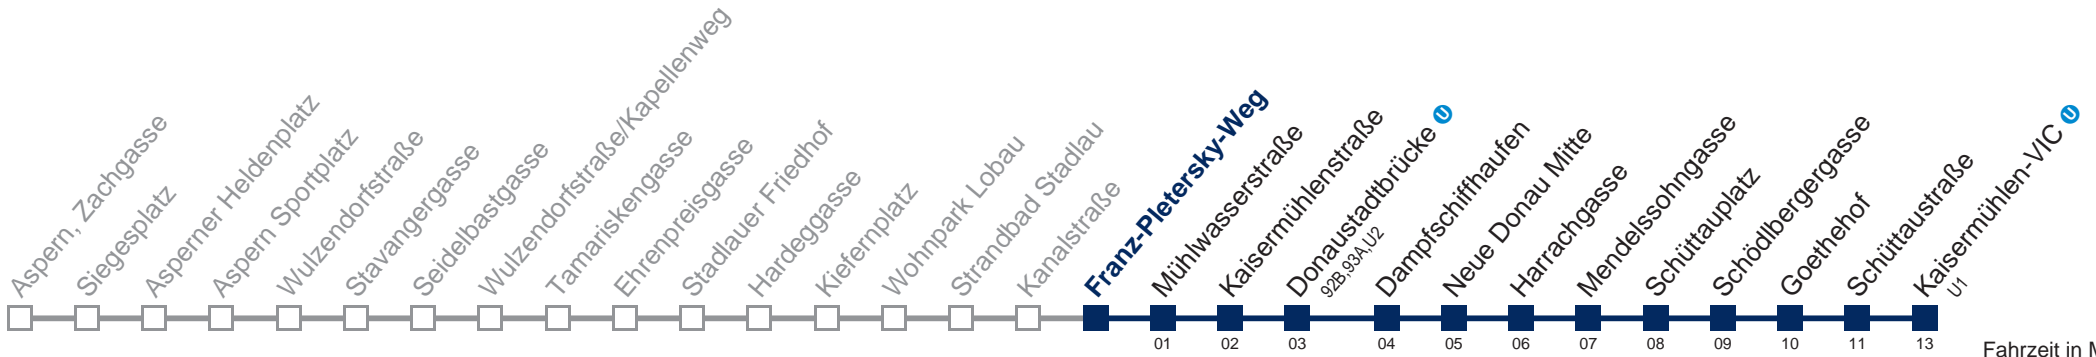 Aspern, Zachgasse
Siegesplatz
Asperner Heldenplatz
Aspern Sportplatz
Wulzendorfstraße
Stavangergasse
Seidelbastgasse
Wulzendorfstraße/Kapellenweg
Tamariskengasse
Ehrenpreisgasse
Stadlauer Friedhof
Hardeggasse
Kiefernplatz
Wohnpark Lobau
Strandbad Stadlau
Kanalstraße
Franz-Pletersky-Weg
Mühlwasserstraße
Kaisermühlenstraße
Donaustadtbrücke U
92B,93A,U2
Dampfschiffhaufen
Neue Donau Mitte
Harrachgasse
Mendelssohngasse
Schüttauplatz
Schödlbergergasse
Goethehof
Schüttaustraße
Kaisermühlen-VIC U
U1
01 02 03 04 05 06 07 08 09 10 11 13
Fahrzeit in M